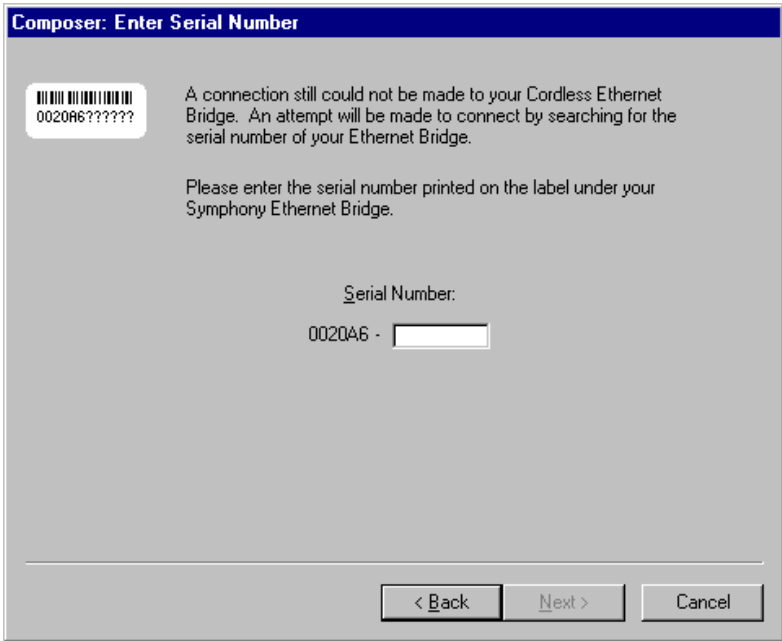 Composer: Enter Serial Number
0020A6??????
A connection still could not be made to your Cordless Ethernet
Bridge.  An attempt will be made to connect by searching for the
serial number of your Ethernet Bridge.
Please enter the serial number printed on the label under your
Symphony Ethernet Bridge.
Serial Number:
0020A6 -
< Back
Next >
Cancel